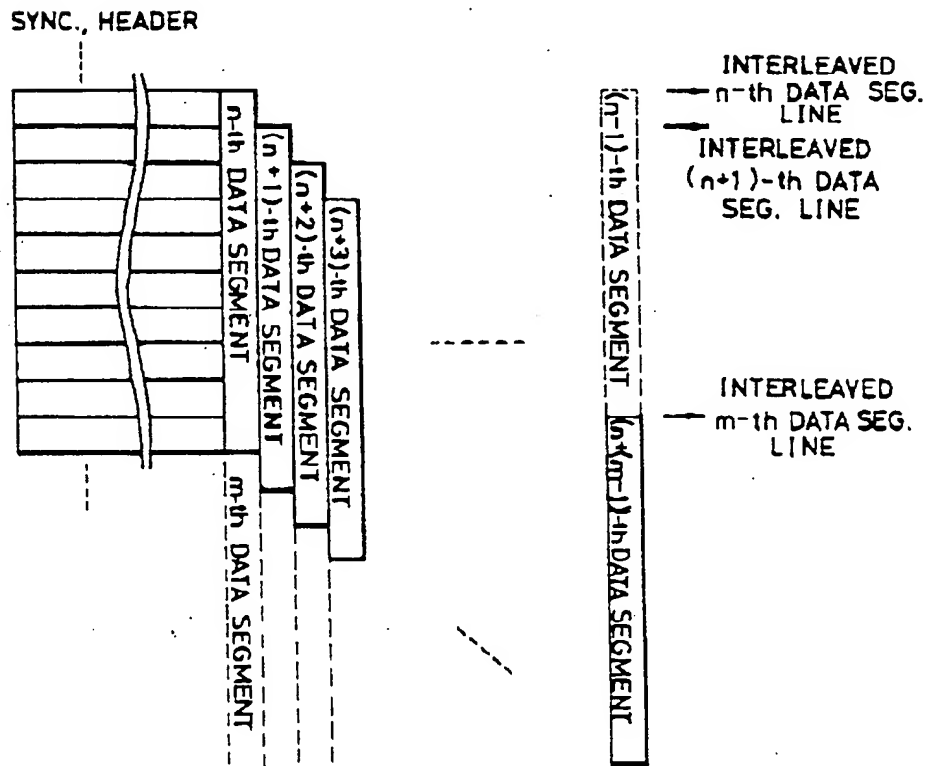 SYNC., HEADER
n-th DATA SEGMENT
(n+1)-th DATA SEGMENT
(n+2)-th DATA SEGMENT
(n+3)-th DATA SEGMENT
m-th DATA SEGMENT
(n-1)-th DATA SEGMENT
(n+(m-1))-th DATA SEGMENT
INTERLEAVED
n-th DATA SEG.
LINE
INTERLEAVED
(n+1)-th DATA
SEG. LINE
INTERLEAVED
m-th DATA SEG.
LINE